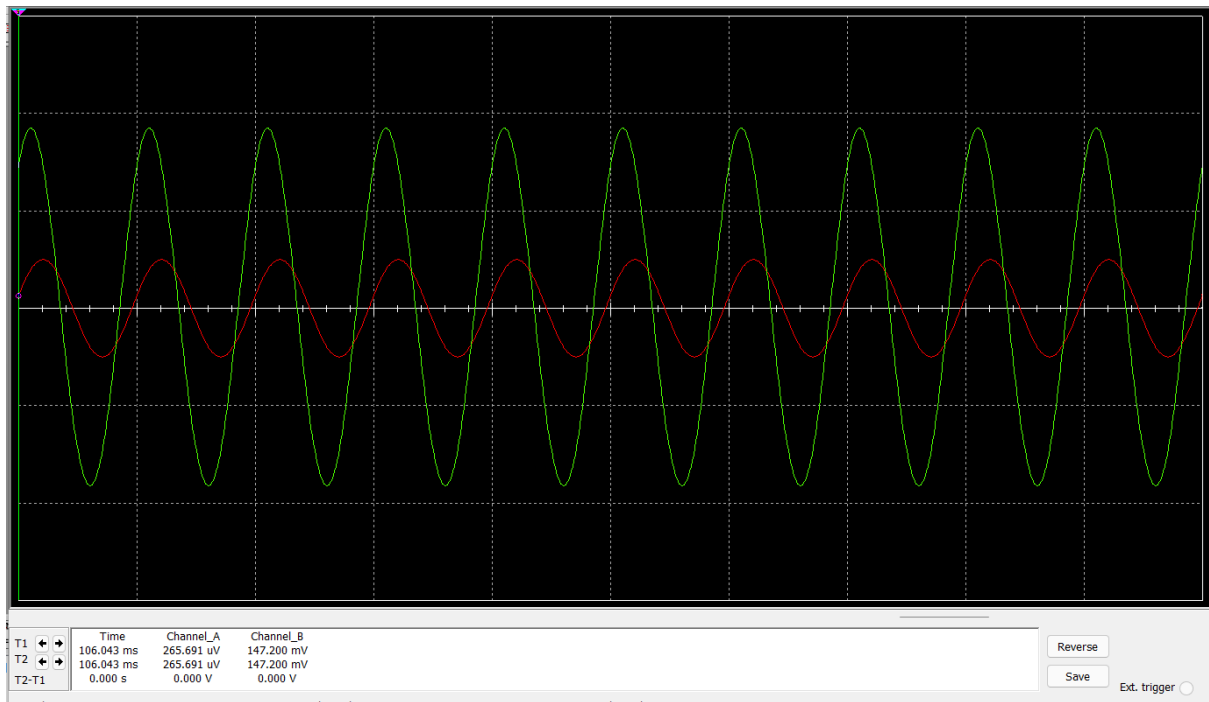 Time Channel_A Channel_B
T1 106.043 ms 265.691 uV 147.200 mV
T2 106.043 ms 265.691 uV 147.200 mV
T2-T1 0.000 s 0.000 V 0.000 V
Reverse
Save
Ext. trigger